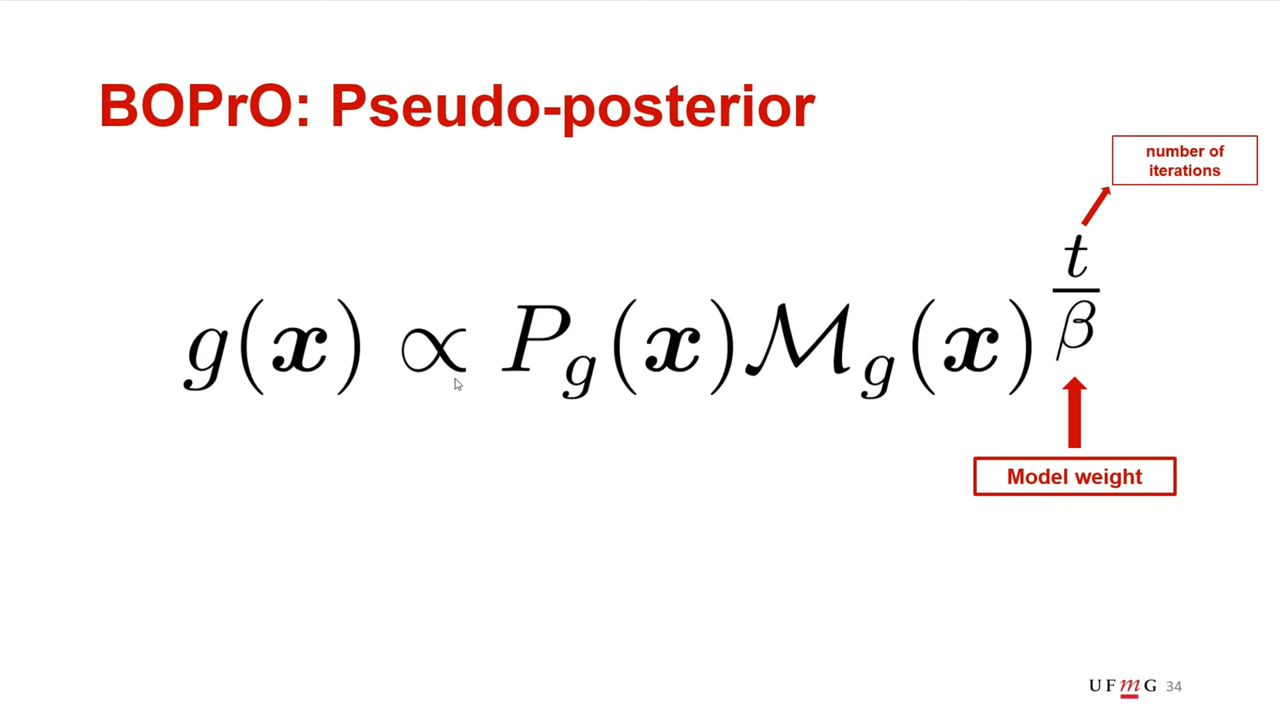 BOPrO: Pseudo-posterior
number of
iterations
g(x) ∝ P_g(x)M_g(x)^{t/β}
Model weight
UFmG 34